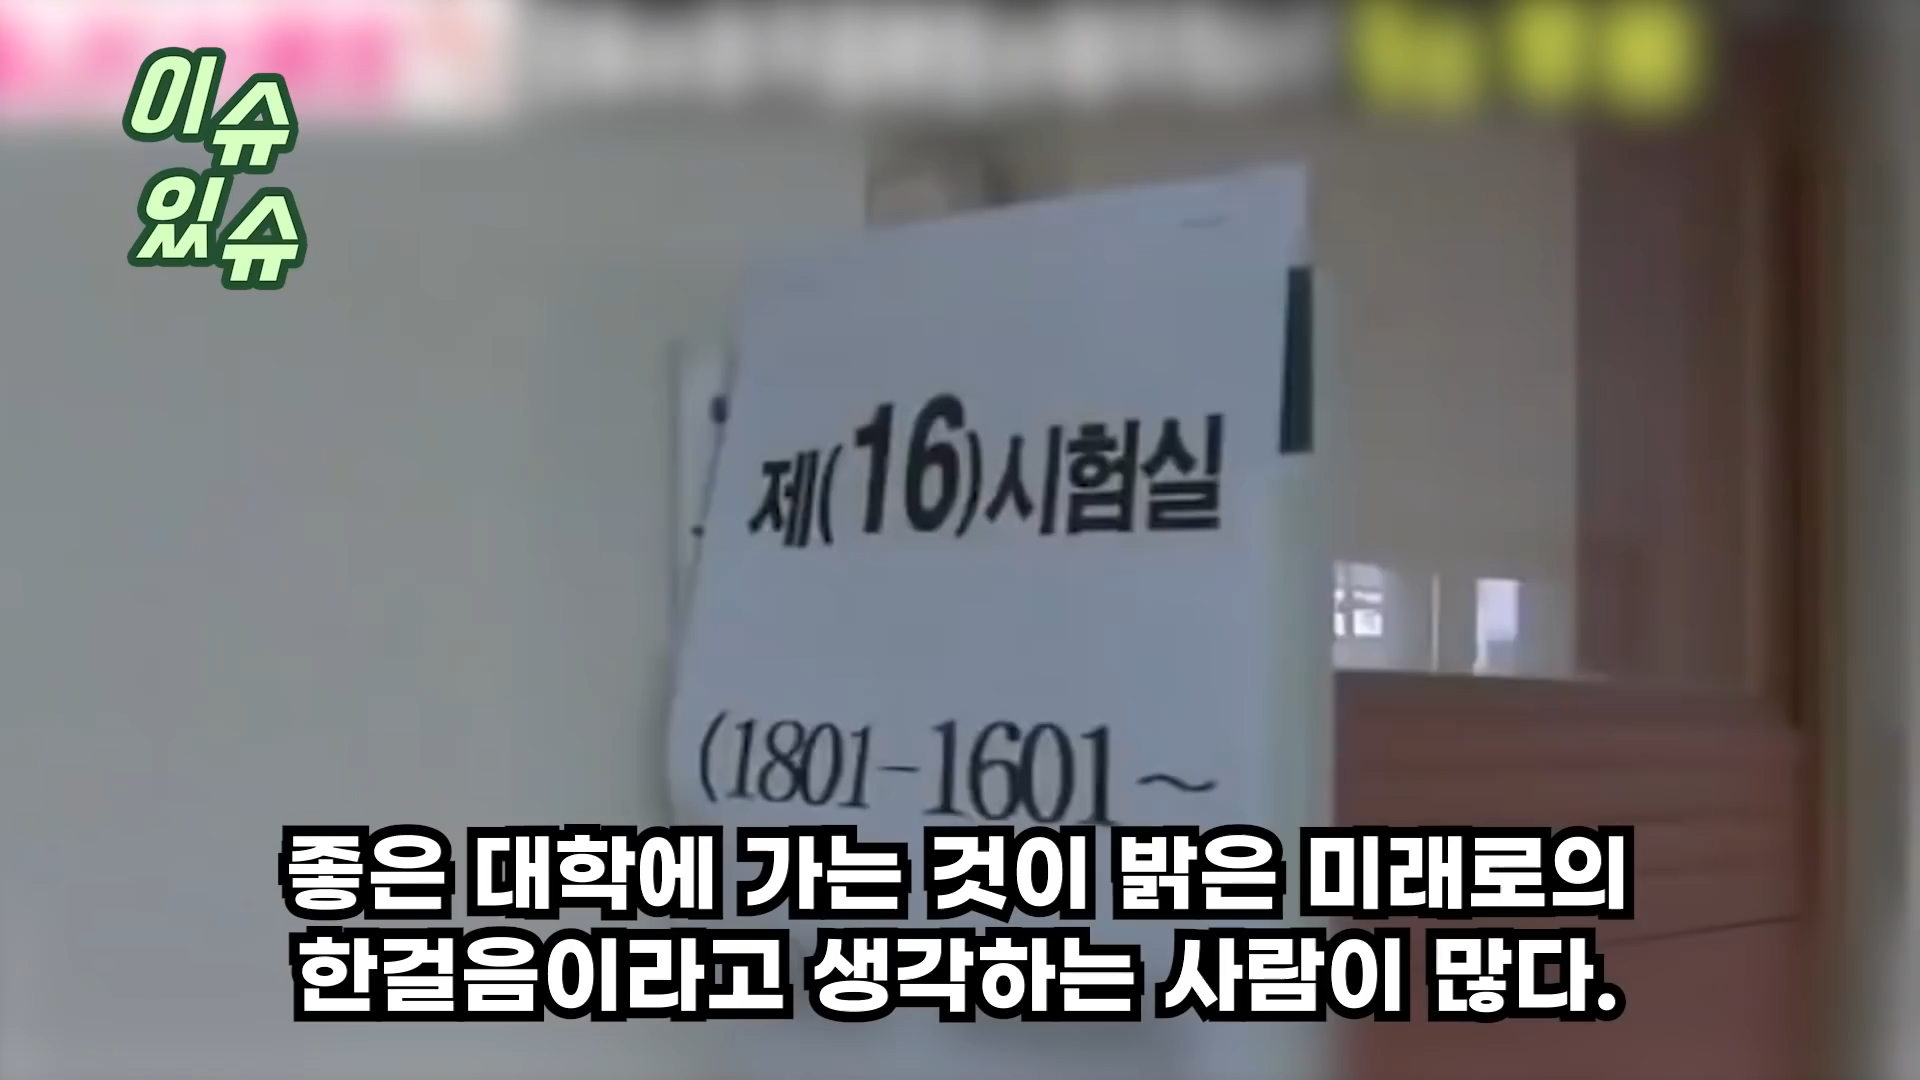 이슈
있슈
제(16)시험실
(1801-1601~
좋은 대학에 가는 것이 밝은 미래로의
한걸음이라고 생각하는 사람이 많다.